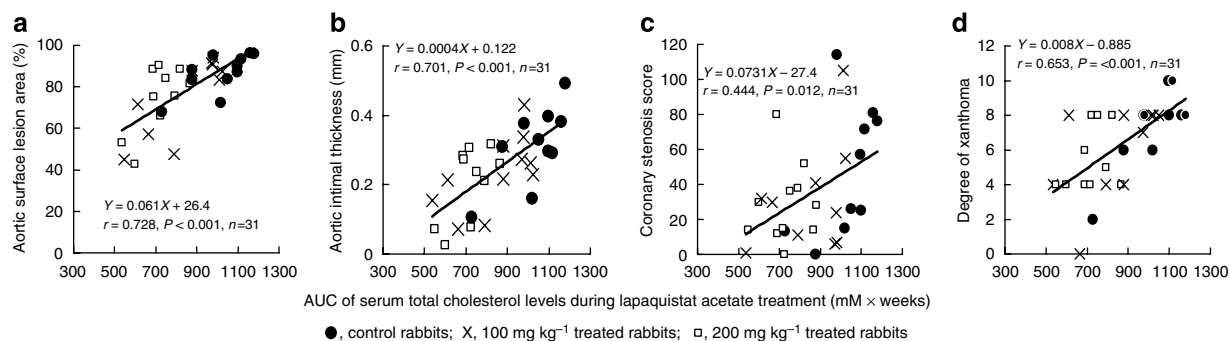 a
Aortic surface lesion area (%)
100
80
60
40
20
0
300 500 700 900 1100 1300
Y = 0.061X + 26.4
r = 0.728, P < 0.001, n=31
b
Aortic intimal thickness (mm)
0.6
0.4
0.2
0.0
300 500 700 900 1100 1300
Y = 0.0004X + 0.122
r = 0.701, P < 0.001, n=31
c
Coronary stenosis score
120
100
80
60
40
20
0
300 500 700 900 1100 1300
Y = 0.0731X − 27.4
r = 0.444, P = 0.012, n=31
d
Degree of xanthoma
12
10
8
6
4
2
0
300 500 700 900 1100 1300
Y = 0.008X − 0.885
r = 0.653, P = <0.001, n=31
AUC of serum total cholesterol levels during lapaquistat acetate treatment (mM × weeks)
●, control rabbits; X, 100 mg kg⁻¹ treated rabbits; □, 200 mg kg⁻¹ treated rabbits